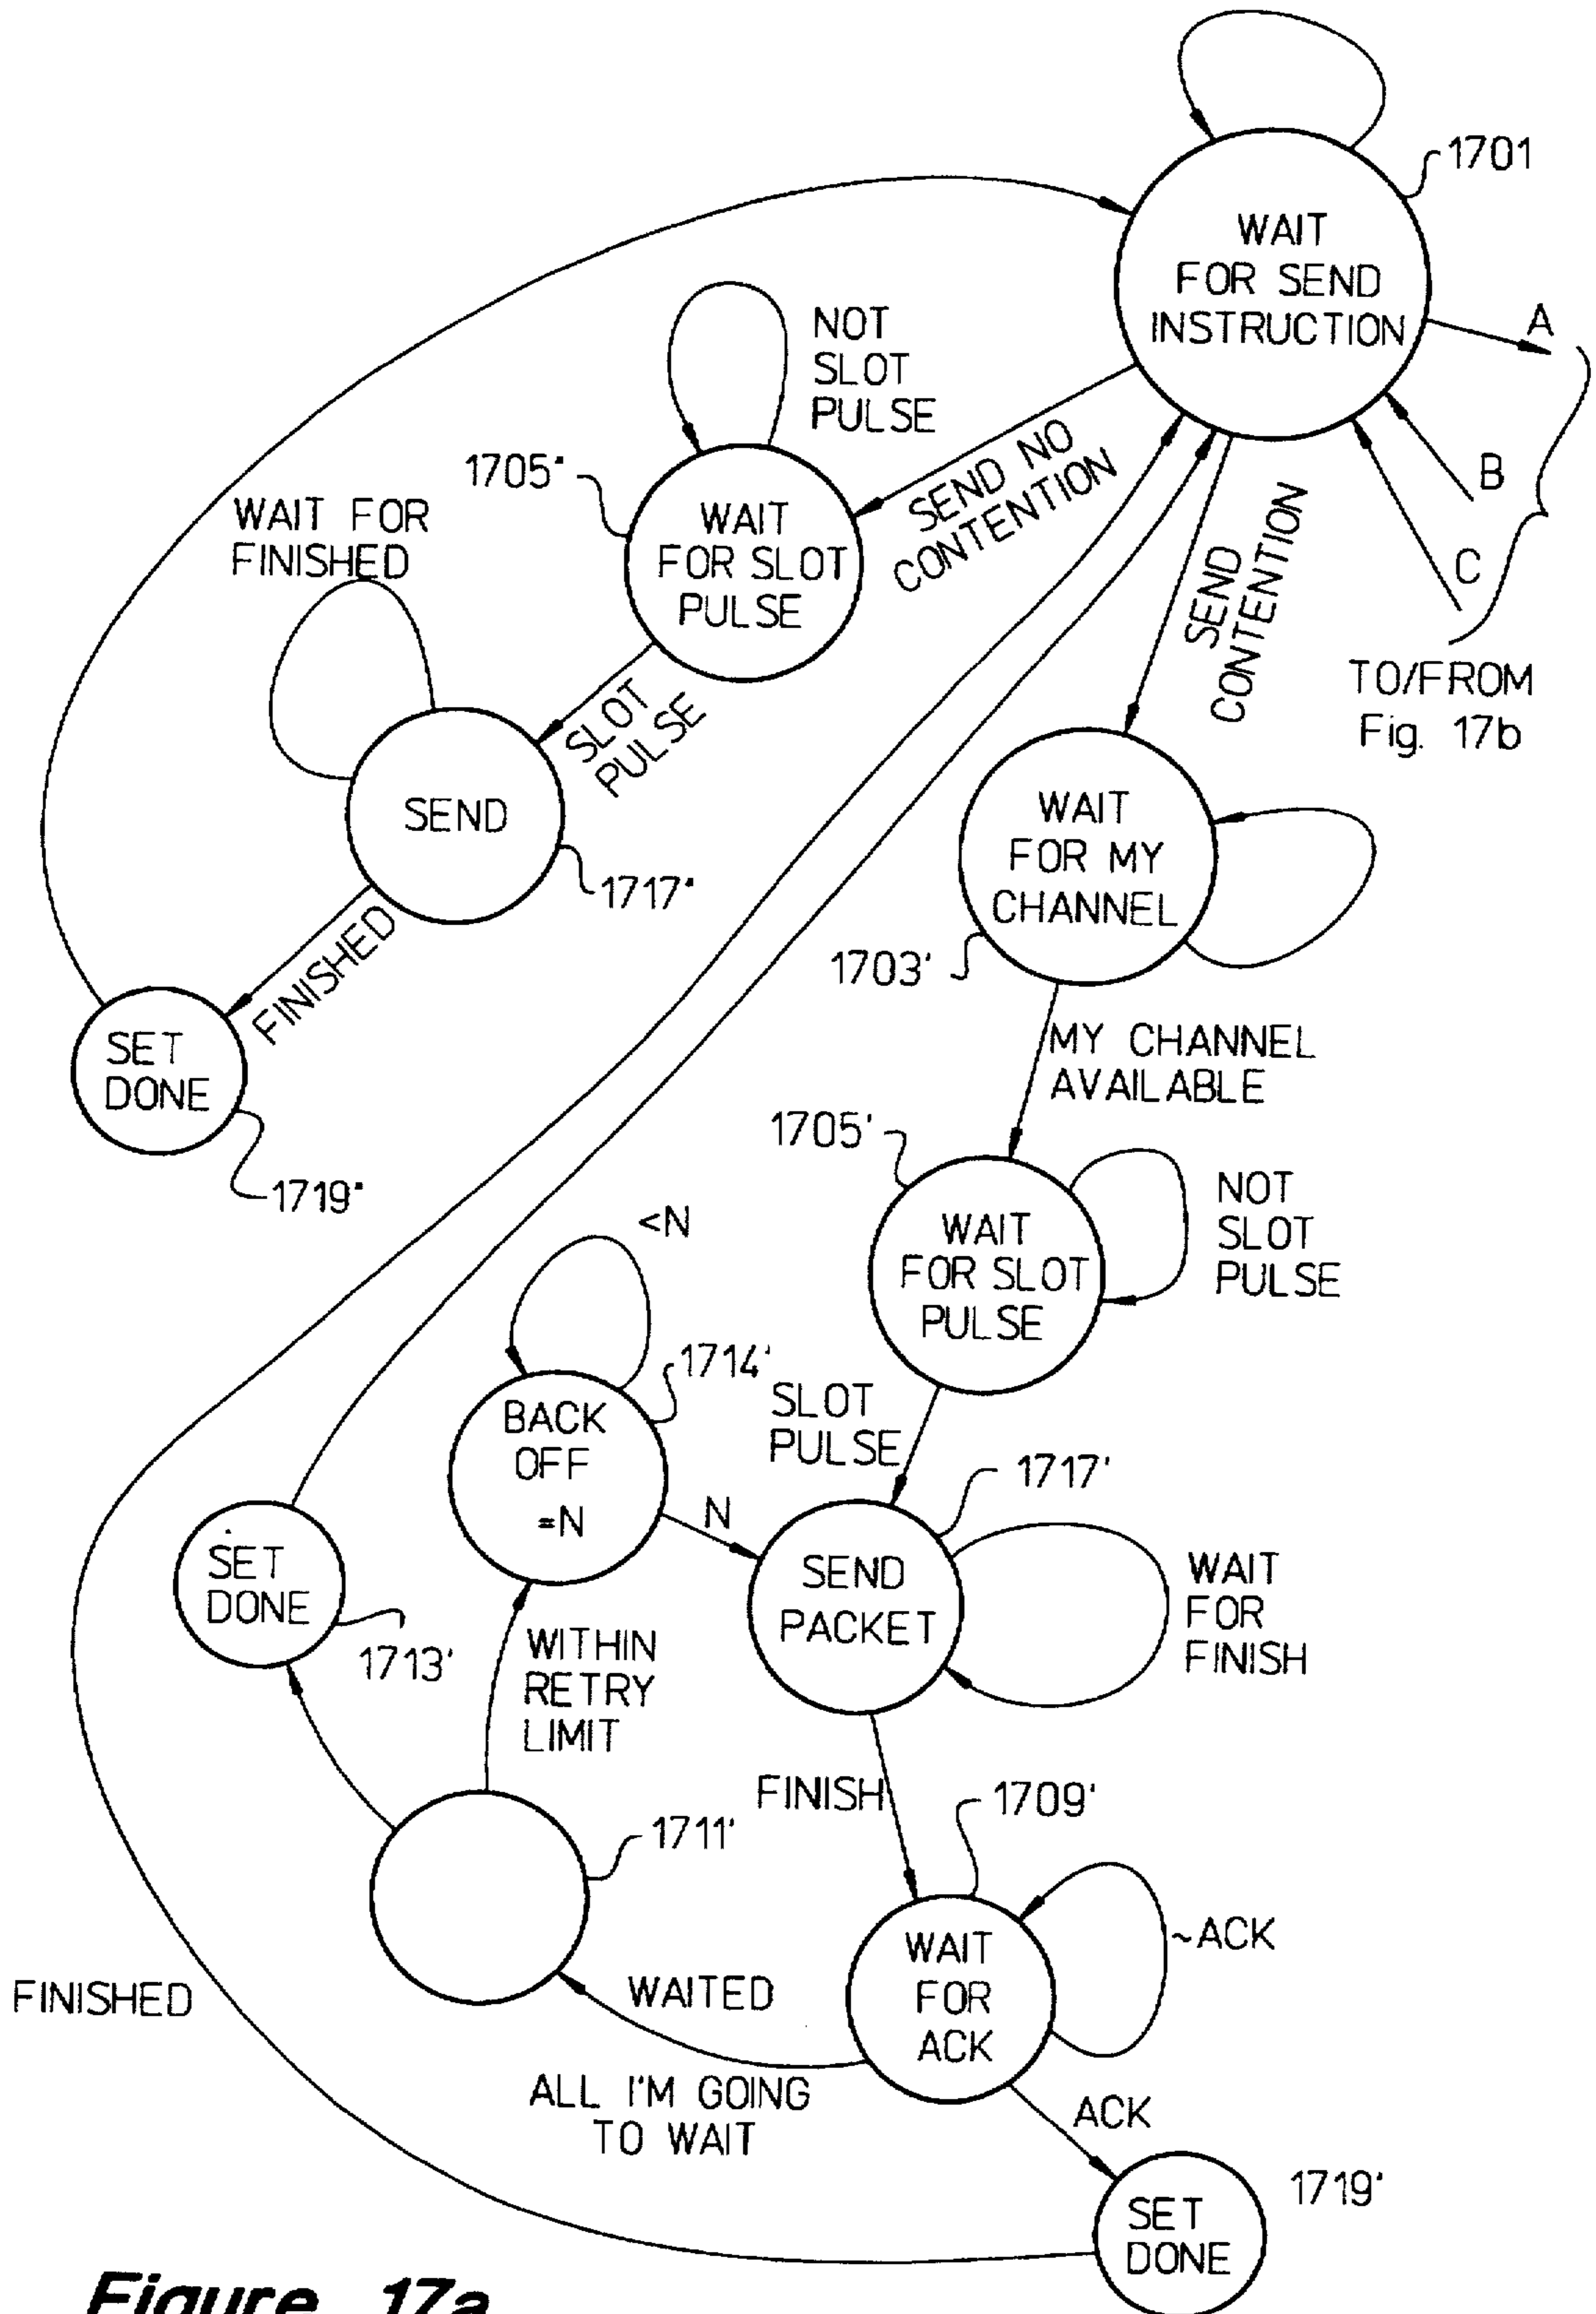 1701
WAIT
FOR SEND
INSTRUCTION
A
B
C
TO/FROM
Fig. 17b
NOT
SLOT
PULSE
SEND NO
CONTENTION
SEND
CONTENTION
1705"
WAIT
FOR SLOT
PULSE
WAIT FOR
FINISHED
SLOT
PULSE
SEND
1717"
FINISHED
SET
DONE
1719"
WAIT
FOR MY
CHANNEL
1703'
MY CHANNEL
AVAILABLE
1705'
WAIT
FOR SLOT
PULSE
NOT
SLOT
PULSE
<N
1714'
BACK
OFF
=N
N
SLOT
PULSE
1717'
SEND
PACKET
WAIT
FOR
FINISH
SET
DONE
1713'
WITHIN
RETRY
LIMIT
1711'
FINISH
1709'
WAIT
FOR
ACK
~ACK
WAITED
ALL I'M GOING
TO WAIT
FINISHED
ACK
SET
DONE
1719'
Figure 17a